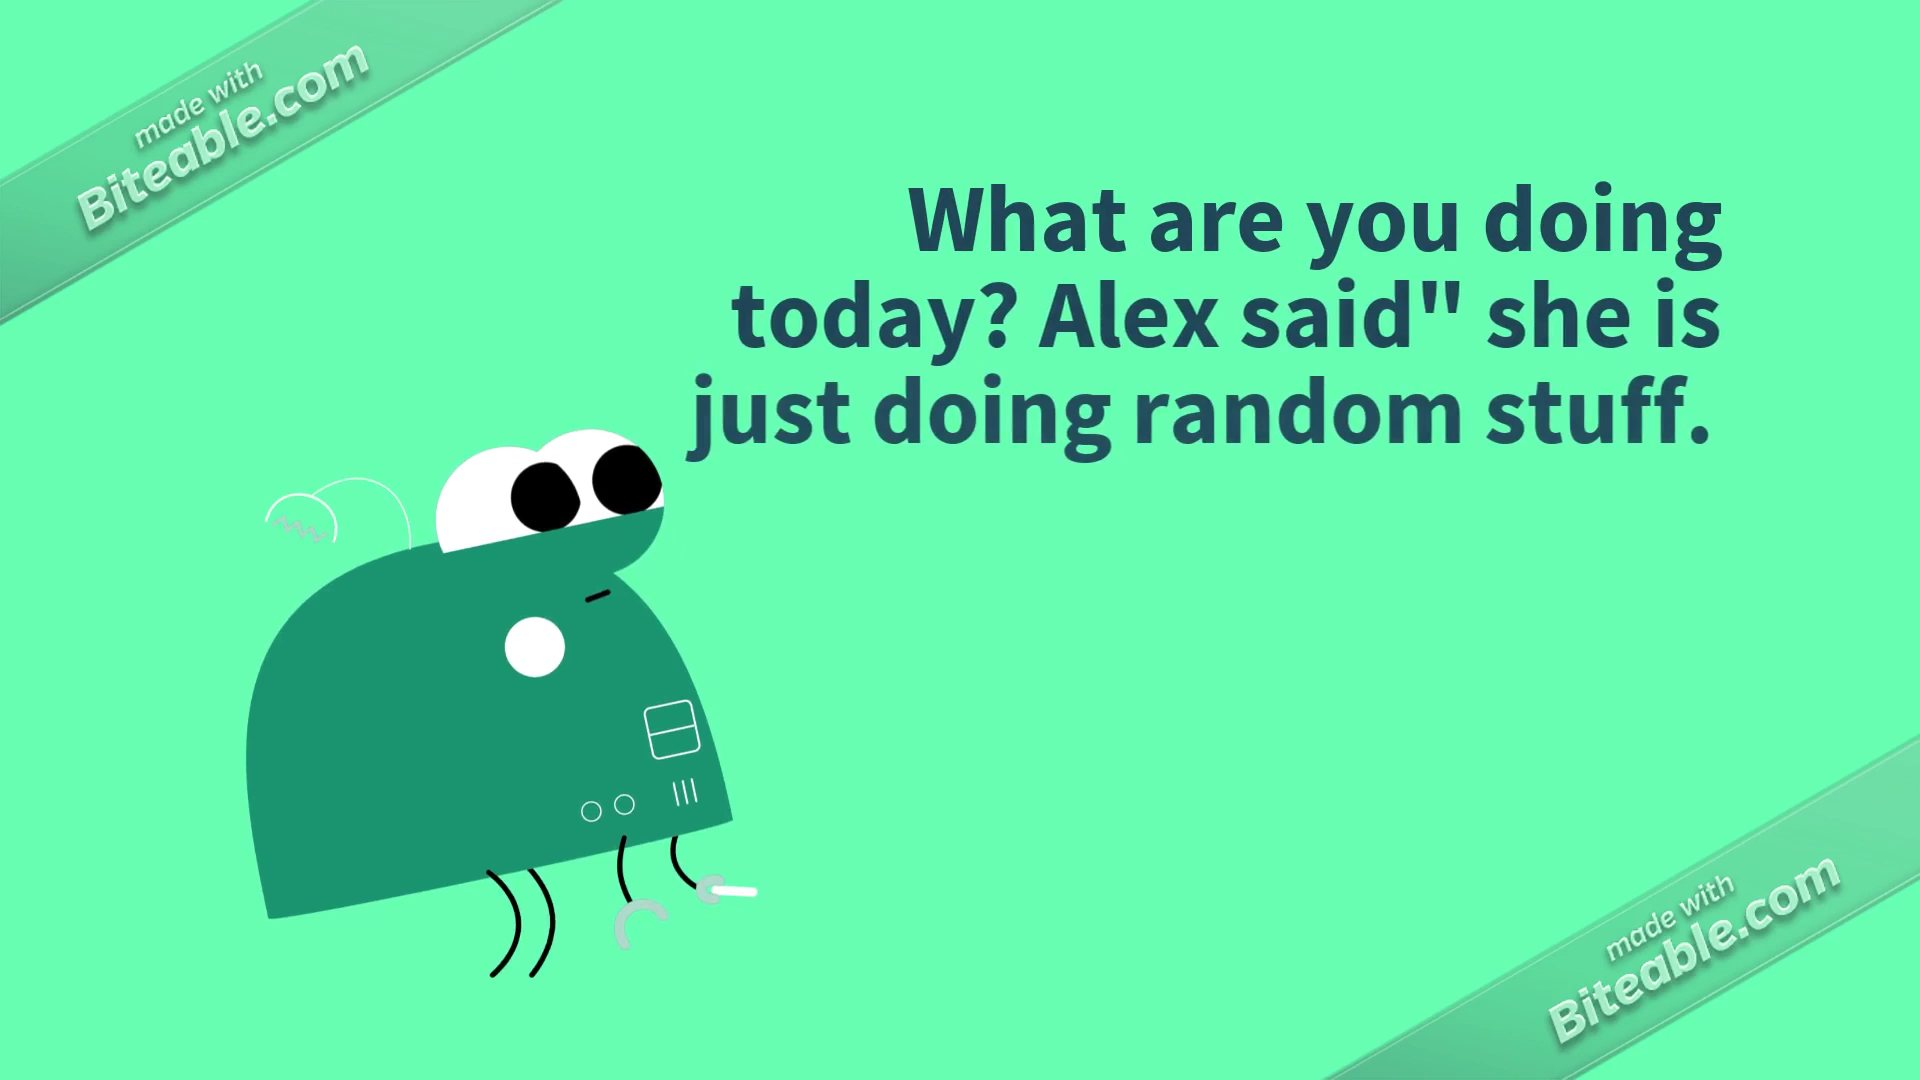 made with
Biteable.com
What are you doing
today? Alex said" she is
just doing random stuff.
made with
Biteable.com